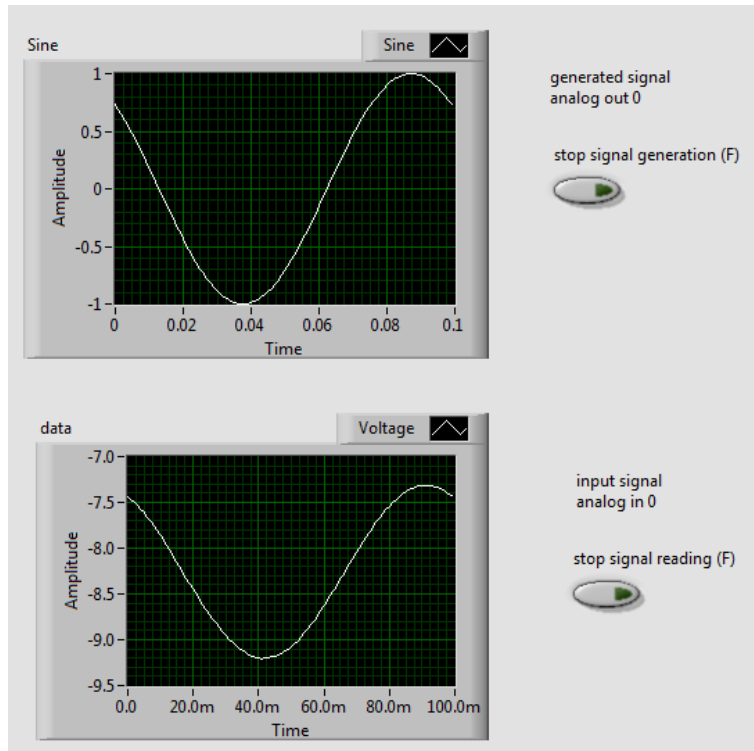 Sine
Sine
generated signal
analog out 0
stop signal generation (F)
Amplitude
1
0.5
0
-0.5
-1
0
0.02
0.04
0.06
0.08
0.1
Time
data
Voltage
input signal
analog in 0
stop signal reading (F)
Amplitude
-7.0
-7.5
-8.0
-8.5
-9.0
-9.5
0.0
20.0m
40.0m
60.0m
80.0m
100.0m
Time